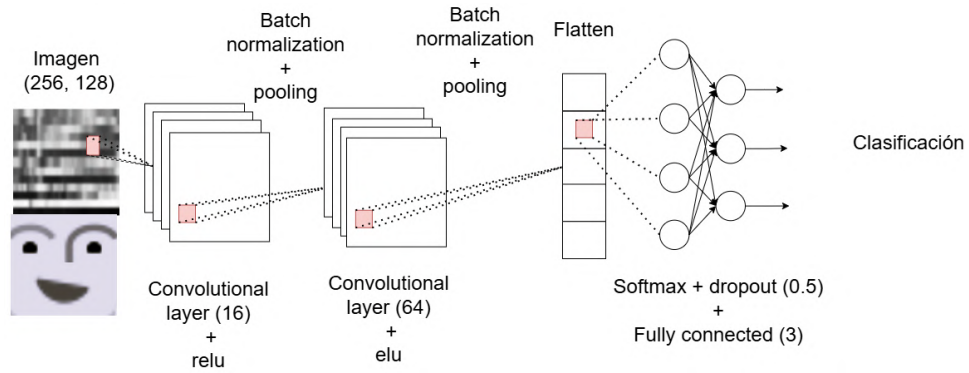 Imagen
(256, 128)
Batch
normalization
+
pooling
Batch
normalization
+
pooling
Flatten
Clasificación
Convolutional
layer (16)
+
relu
Convolutional
layer (64)
+
elu
Softmax + dropout (0.5)
+
Fully connected (3)